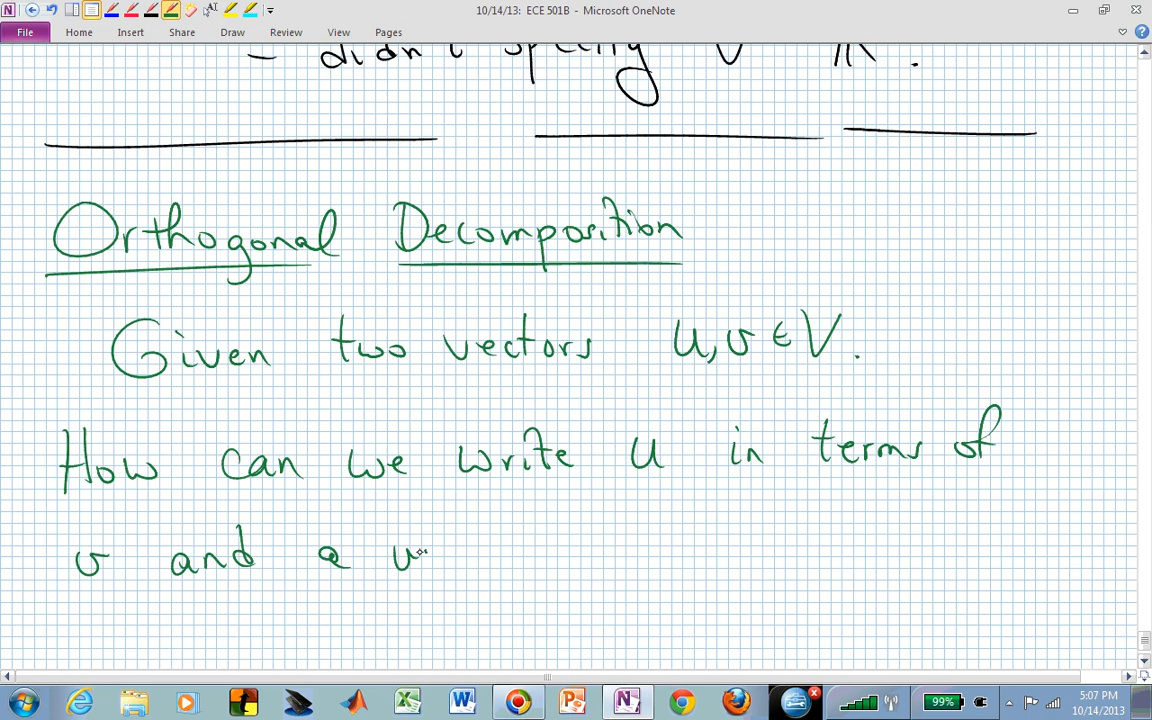 10/14/13: ECE 501B - Microsoft OneNote
File Home Insert Share Draw Review View Pages
Orthogonal Decomposition
Given two vectors u, v ∈ V.
How can we write u in terms of
v and a v
99%
5:07 PM
10/14/2013